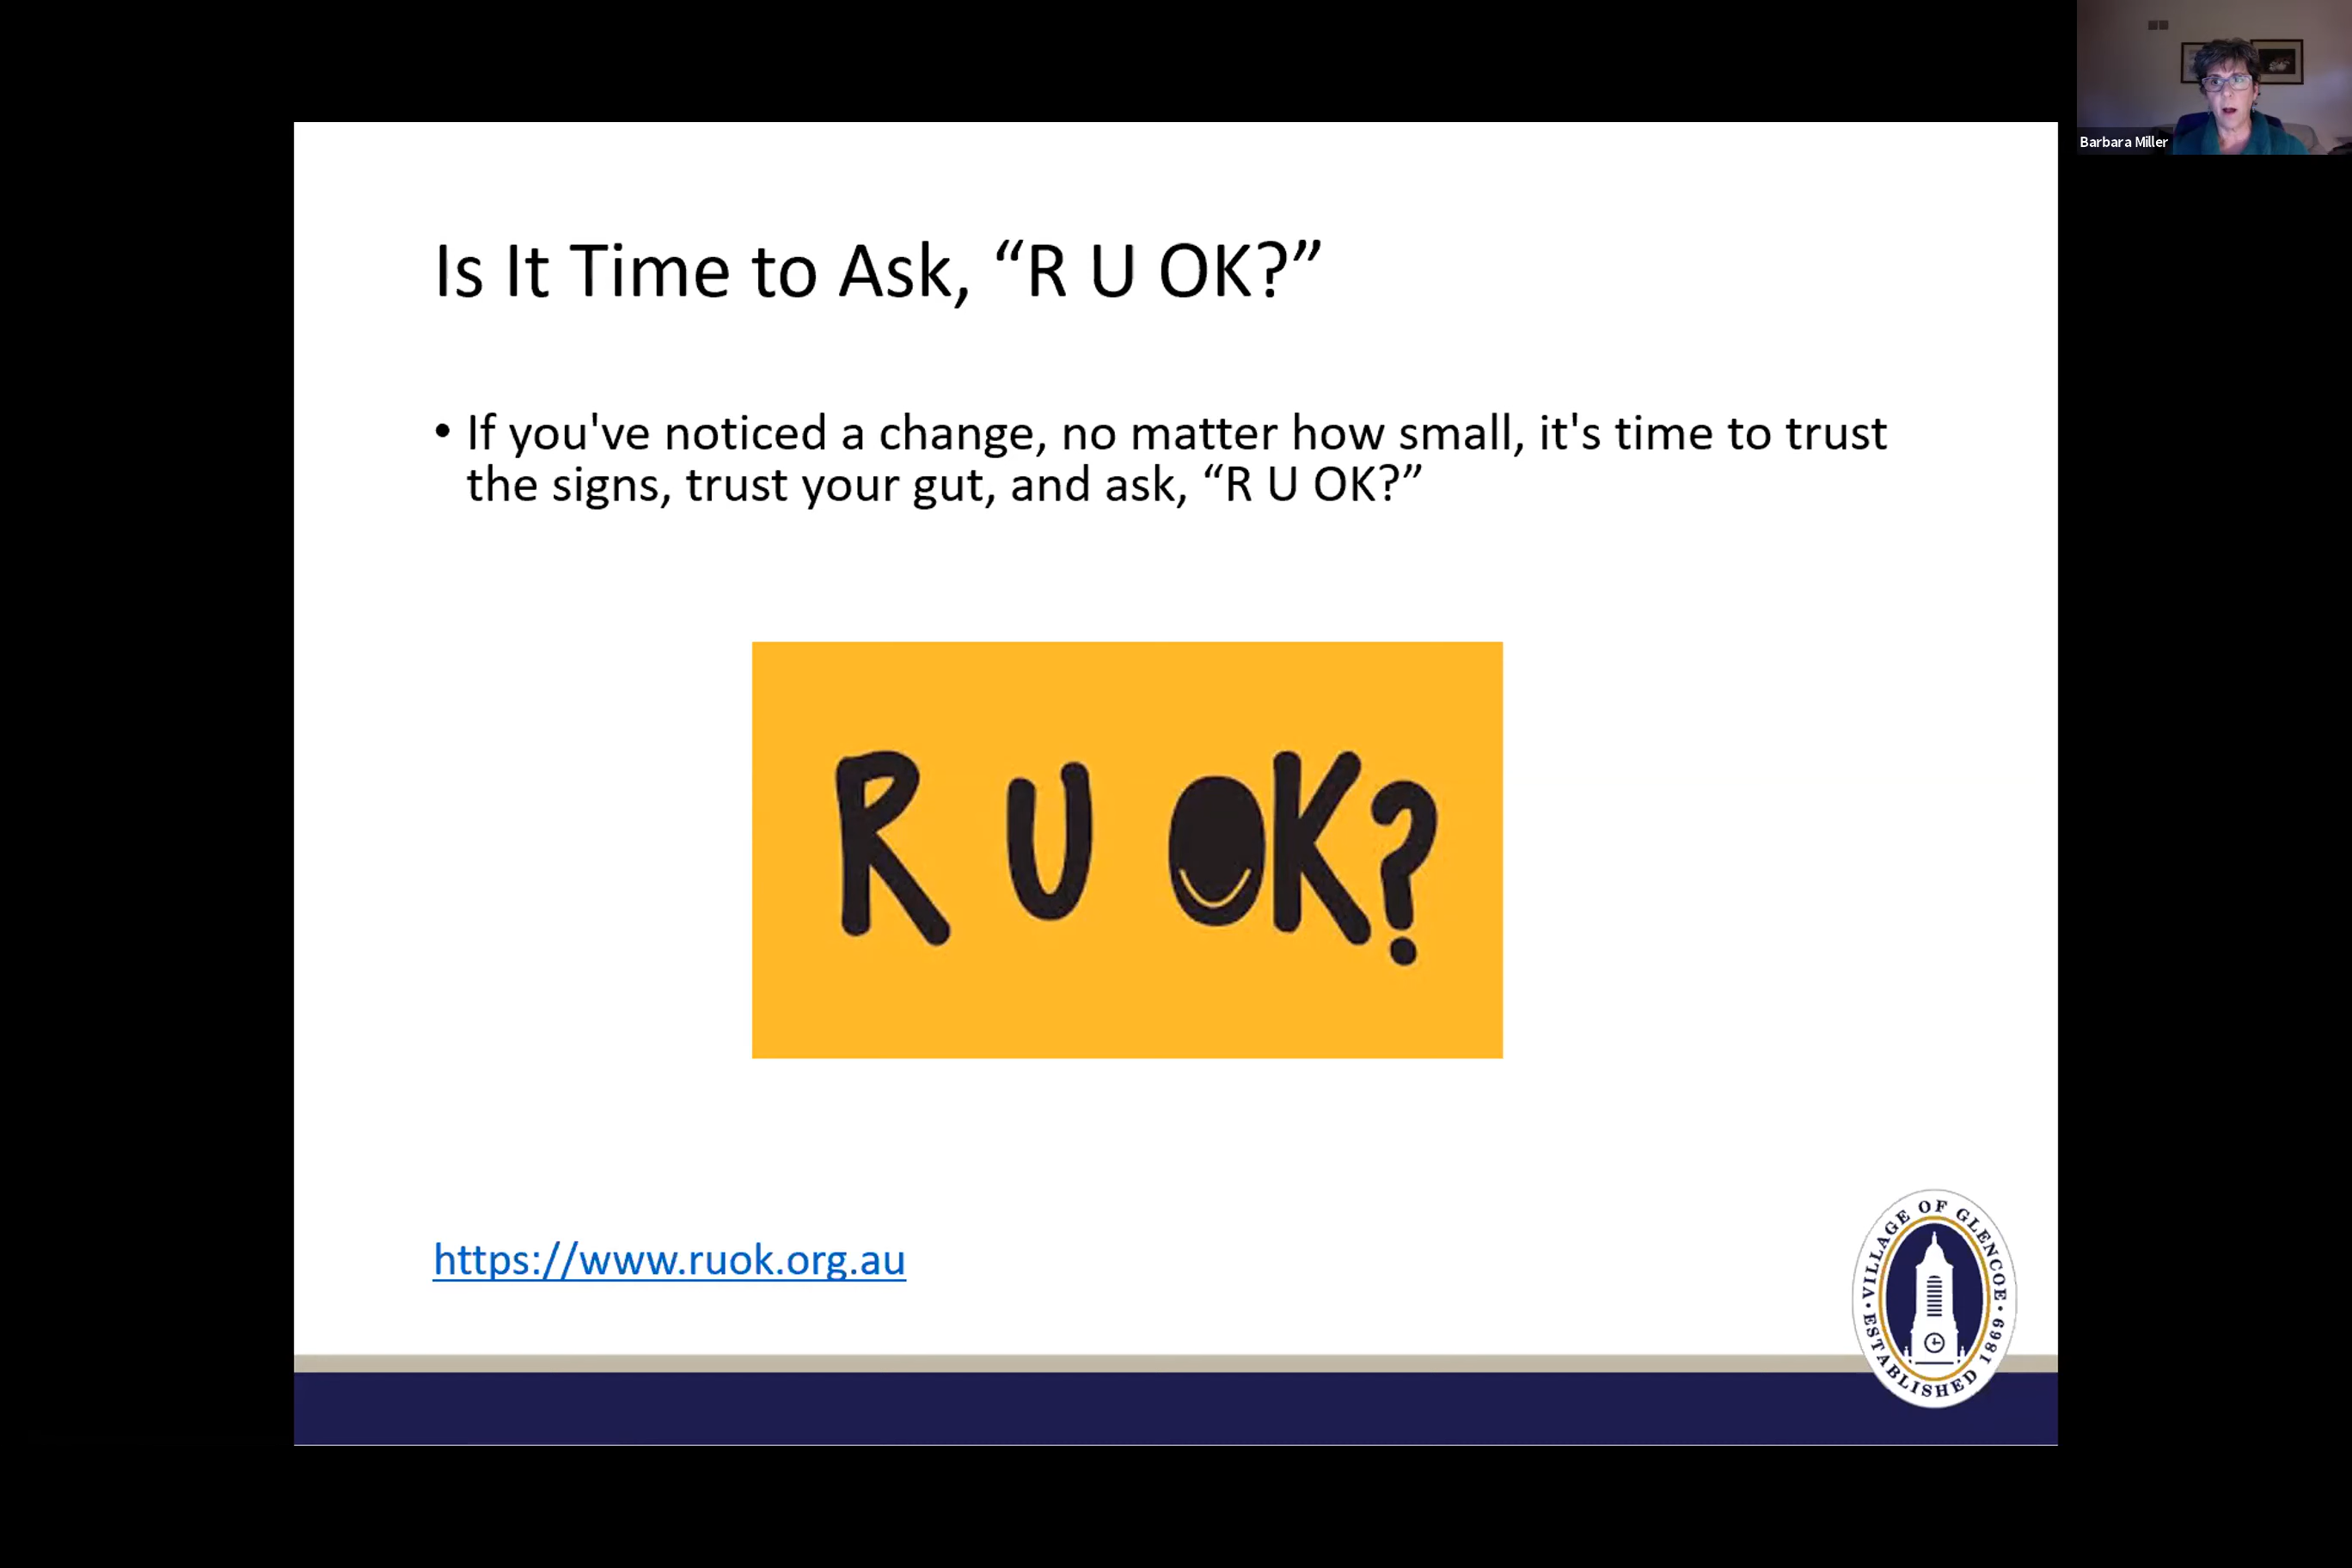 Barbara Miller
Is It Time to Ask, “R U OK?”
• If you've noticed a change, no matter how small, it's time to trust
the signs, trust your gut, and ask, “R U OK?”
R U OK?
https://www.ruok.org.au
VILLAGE OF GLENCOE
• ESTABLISHED 1869 •